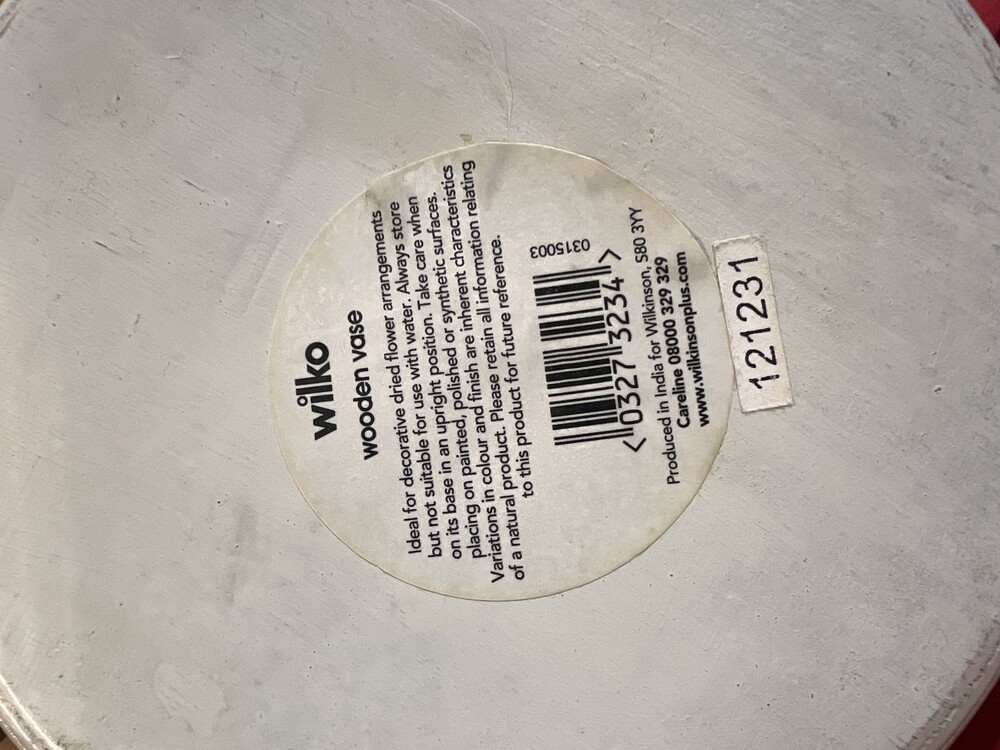 wilko
wooden vase
Ideal for decorative dried flower arrangements
but not suitable for use with water. Always store
on its base in an upright position. Take care when
placing on painted, polished or synthetic surfaces.
Variations in colour and finish are inherent characteristics
of a natural product. Please retain all information relating
to this product for future reference.
0315003
<0327 3234>
Produced in India for Wilkinson, S80 3YY
Careline 08000 329 329
www.wilkinsonplus.com
121231